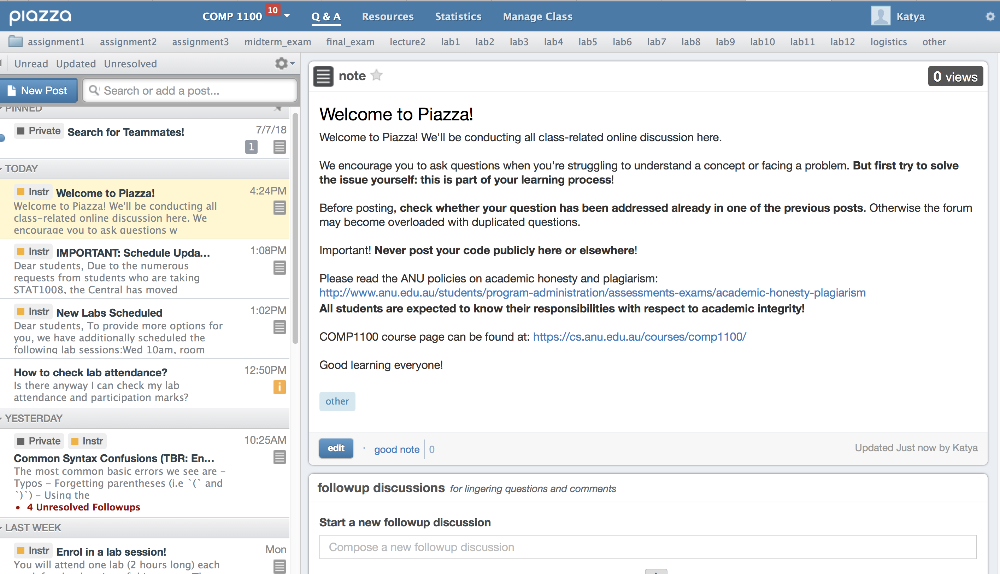 piazza
COMP 1100 10 Q & A Resources Statistics Manage Class Katya
assignment1 assignment2 assignment3 midterm_exam final_exam lecture2 lab1 lab2 lab3 lab4 lab5 lab6 lab7 lab8 lab9 lab10 lab11 lab12 logistics other
Unread Updated Unresolved
New Post Search or add a post...
PINNED
Private Search for Teammates! 7/7/18
1
TODAY
Instr Welcome to Piazza! 4:24PM
Welcome to Piazza! We'll be conducting all
class-related online discussion here. We
encourage you to ask questions w
Instr IMPORTANT: Schedule Upda... 1:08PM
Dear students, Due to the numerous
requests from students who are taking
STAT1008, the Central has moved
Instr New Labs Scheduled 1:02PM
Dear students, To provide more options for
you, we have additionally scheduled the
following lab sessions:Wed 10am, room
How to check lab attendance? 12:50PM
Is there anyway I can check my lab
attendance and participation marks?
i
YESTERDAY
Private Instr 10:25AM
Common Syntax Confusions (TBR: En...
The most common basic errors we see are -
Typos - Forgetting parentheses (i.e `(` and
`)`) - Using the
• 4 Unresolved Followups
LAST WEEK
Instr Enrol in a lab session! Mon
You will attend one lab (2 hours long) each
note 0 views
Welcome to Piazza!
Welcome to Piazza! We'll be conducting all class-related online discussion here.
We encourage you to ask questions when you're struggling to understand a concept or facing a problem. But first try to solve
the issue yourself: this is part of your learning process!
Before posting, check whether your question has been addressed already in one of the previous posts. Otherwise the forum
may become overloaded with duplicated questions.
Important! Never post your code publicly here or elsewhere!
Please read the ANU policies on academic honesty and plagiarism:
http://www.anu.edu.au/students/program-administration/assessments-exams/academic-honesty-plagiarism
All students are expected to know their responsibilities with respect to academic integrity!
COMP1100 course page can be found at: https://cs.anu.edu.au/courses/comp1100/
Good learning everyone!
other
edit · good note 0 Updated Just now by Katya
followup discussions for lingering questions and comments
Start a new followup discussion
Compose a new followup discussion